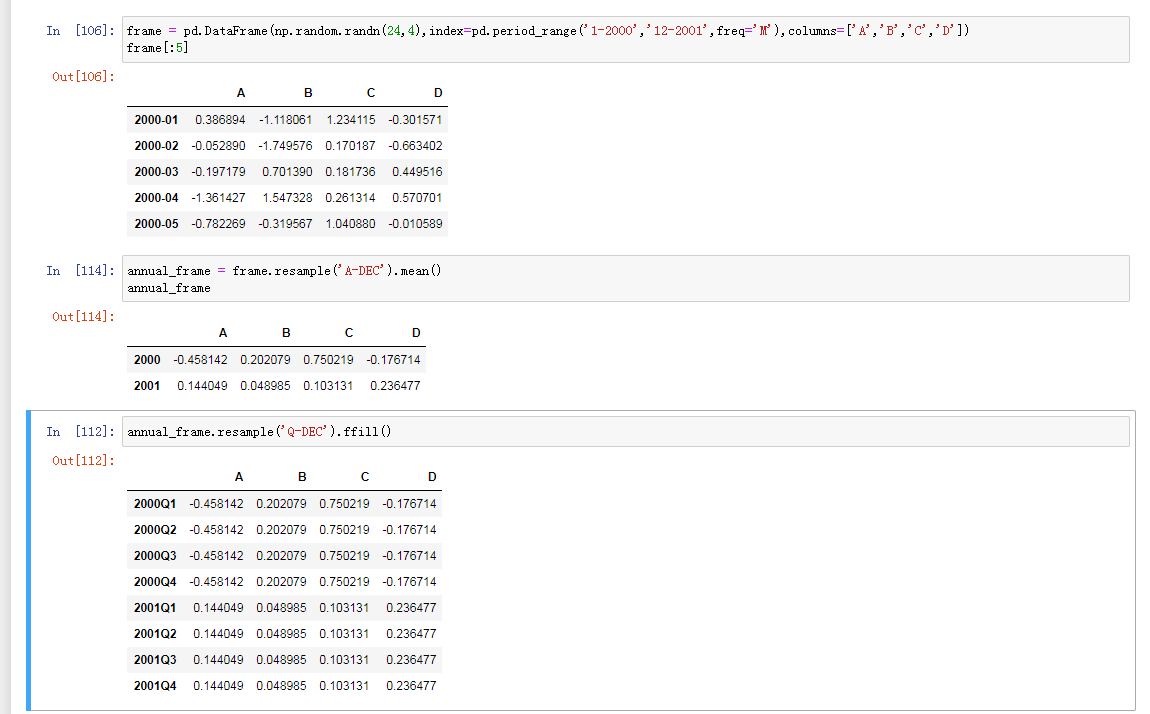 In [106]: frame = pd.DataFrame(np.random.randn(24,4),index=pd.period_range('1-2000','12-2001',freq='M'),columns=['A','B','C','D'])
frame[:5]
Out[106]:
A B C D
2000-01 0.386894 -1.118061 1.234115 -0.301571
2000-02 -0.052890 -1.749576 0.170187 -0.663402
2000-03 -0.197179 0.701390 0.181736 0.449516
2000-04 -1.361427 1.547328 0.261314 0.570701
2000-05 -0.782269 -0.319567 1.040880 -0.010589
In [114]: annual_frame = frame.resample('A-DEC').mean()
annual_frame
Out[114]:
A B C D
2000 -0.458142 0.202079 0.750219 -0.176714
2001 0.144049 0.048985 0.103131 0.236477
In [112]: annual_frame.resample('Q-DEC').ffill()
Out[112]:
A B C D
2000Q1 -0.458142 0.202079 0.750219 -0.176714
2000Q2 -0.458142 0.202079 0.750219 -0.176714
2000Q3 -0.458142 0.202079 0.750219 -0.176714
2000Q4 -0.458142 0.202079 0.750219 -0.176714
2001Q1 0.144049 0.048985 0.103131 0.236477
2001Q2 0.144049 0.048985 0.103131 0.236477
2001Q3 0.144049 0.048985 0.103131 0.236477
2001Q4 0.144049 0.048985 0.103131 0.236477